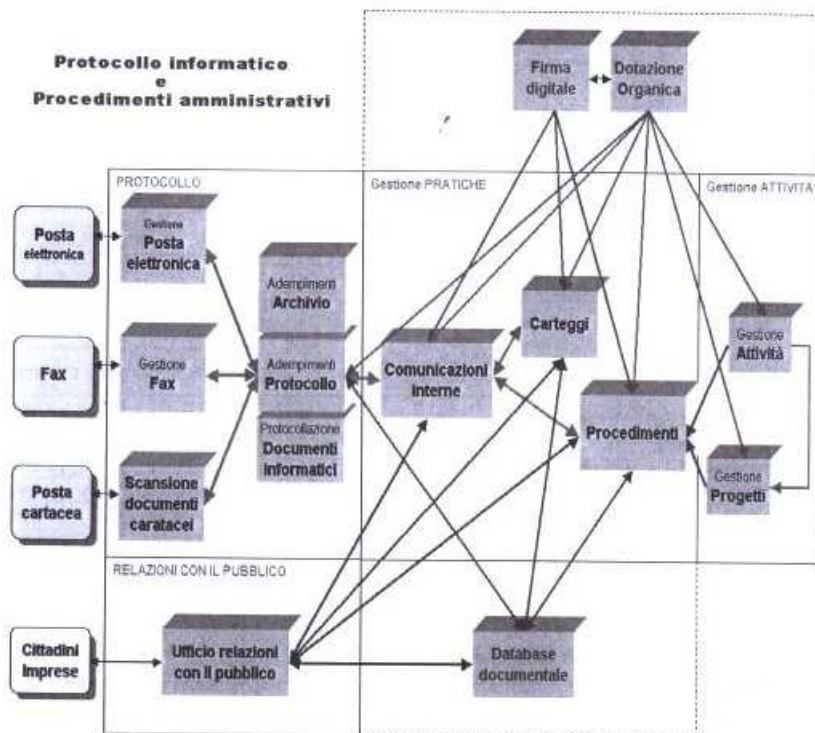 Protocollo informatico
e
Procedimenti amministrativi
Firma
digitale
Dotazione
Organica
PROTOCOLLO
Gestione PRATICHE
Gestione ATTIVITA'
Posta
elettronica
Gestione
Posta
elettronica
Adempimenti
Archivio
Carteggi
Gestione
Attività
Fax
Gestione
Fax
Adempimenti
Protocollo
Comunicazioni
interne
Procedimenti
Protocollazione
Documenti
informatici
Posta
cartacea
Scansione
documenti
caratacei
Gestione
Progetti
RELAZIONI CON IL PUBBLICO
Cittadini
Imprese
Ufficio relazioni
con il pubblico
Database
documentale